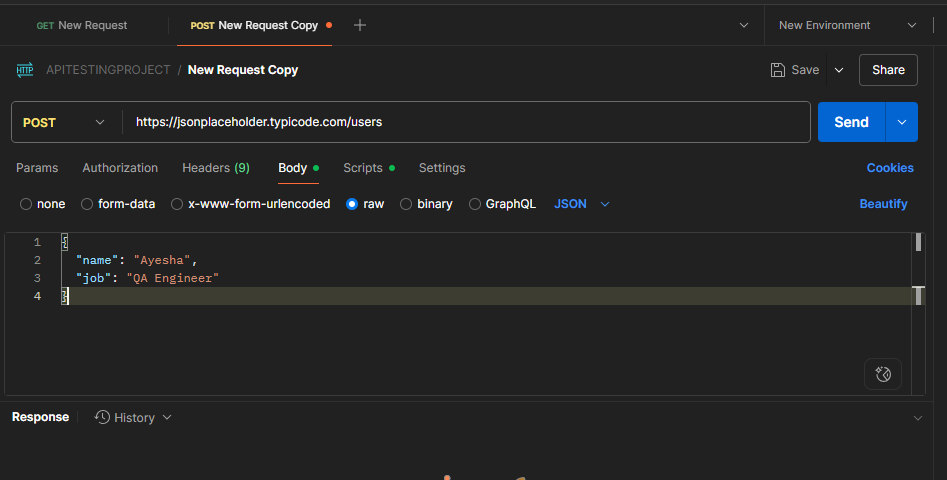 GET New Request POST New Request Copy New Environment
HTTP APITESTINGPROJECT / New Request Copy Save Share
POST https://jsonplaceholder.typicode.com/users Send
Params Authorization Headers (9) Body Scripts Settings Cookies
none form-data x-www-form-urlencoded raw binary GraphQL JSON Beautify
1 {
2 "name": "Ayesha",
3 "job": "QA Engineer"
4 }
Response History